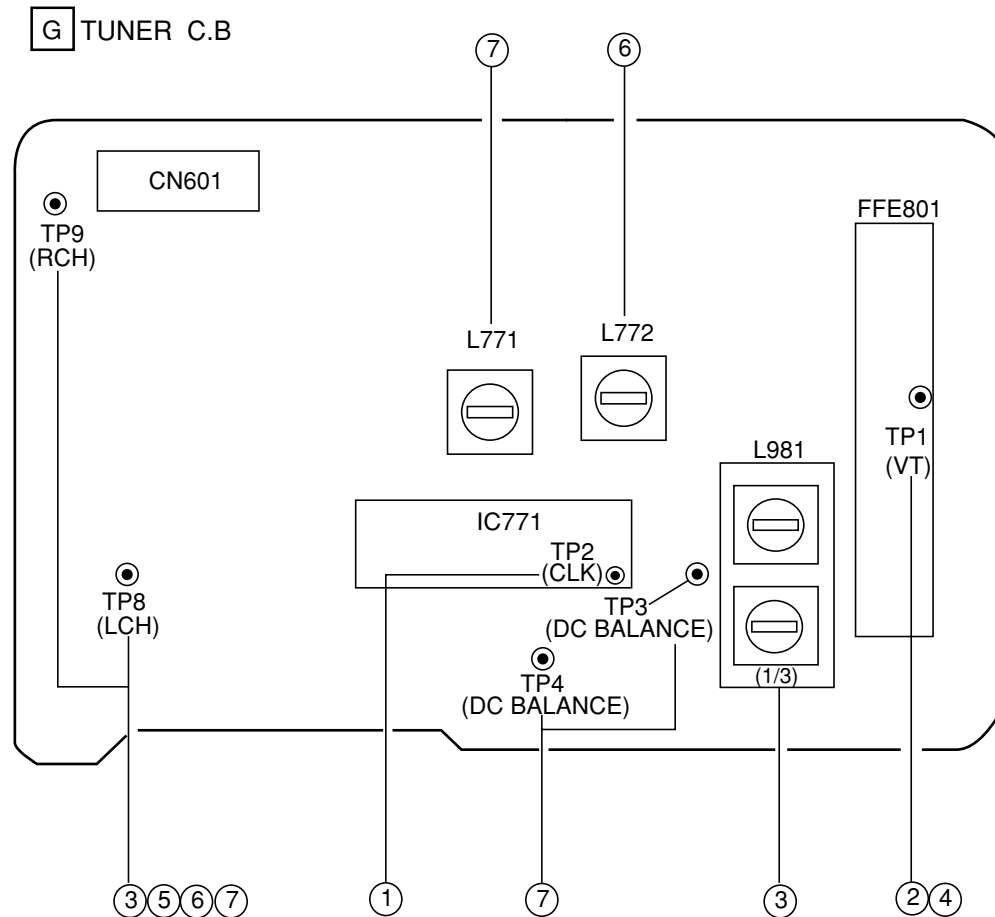 G TUNER C.B
⑦ ⑥
CN601
FFE801
TP9
(RCH)
L771 L772
TP1
(VT)
L981
IC771
TP2
(CLK)
TP8
(LCH)
TP3
(DC BALANCE)
(1/3)
TP4
(DC BALANCE)
③⑤⑥⑦ ① ⑦ ③ ②④